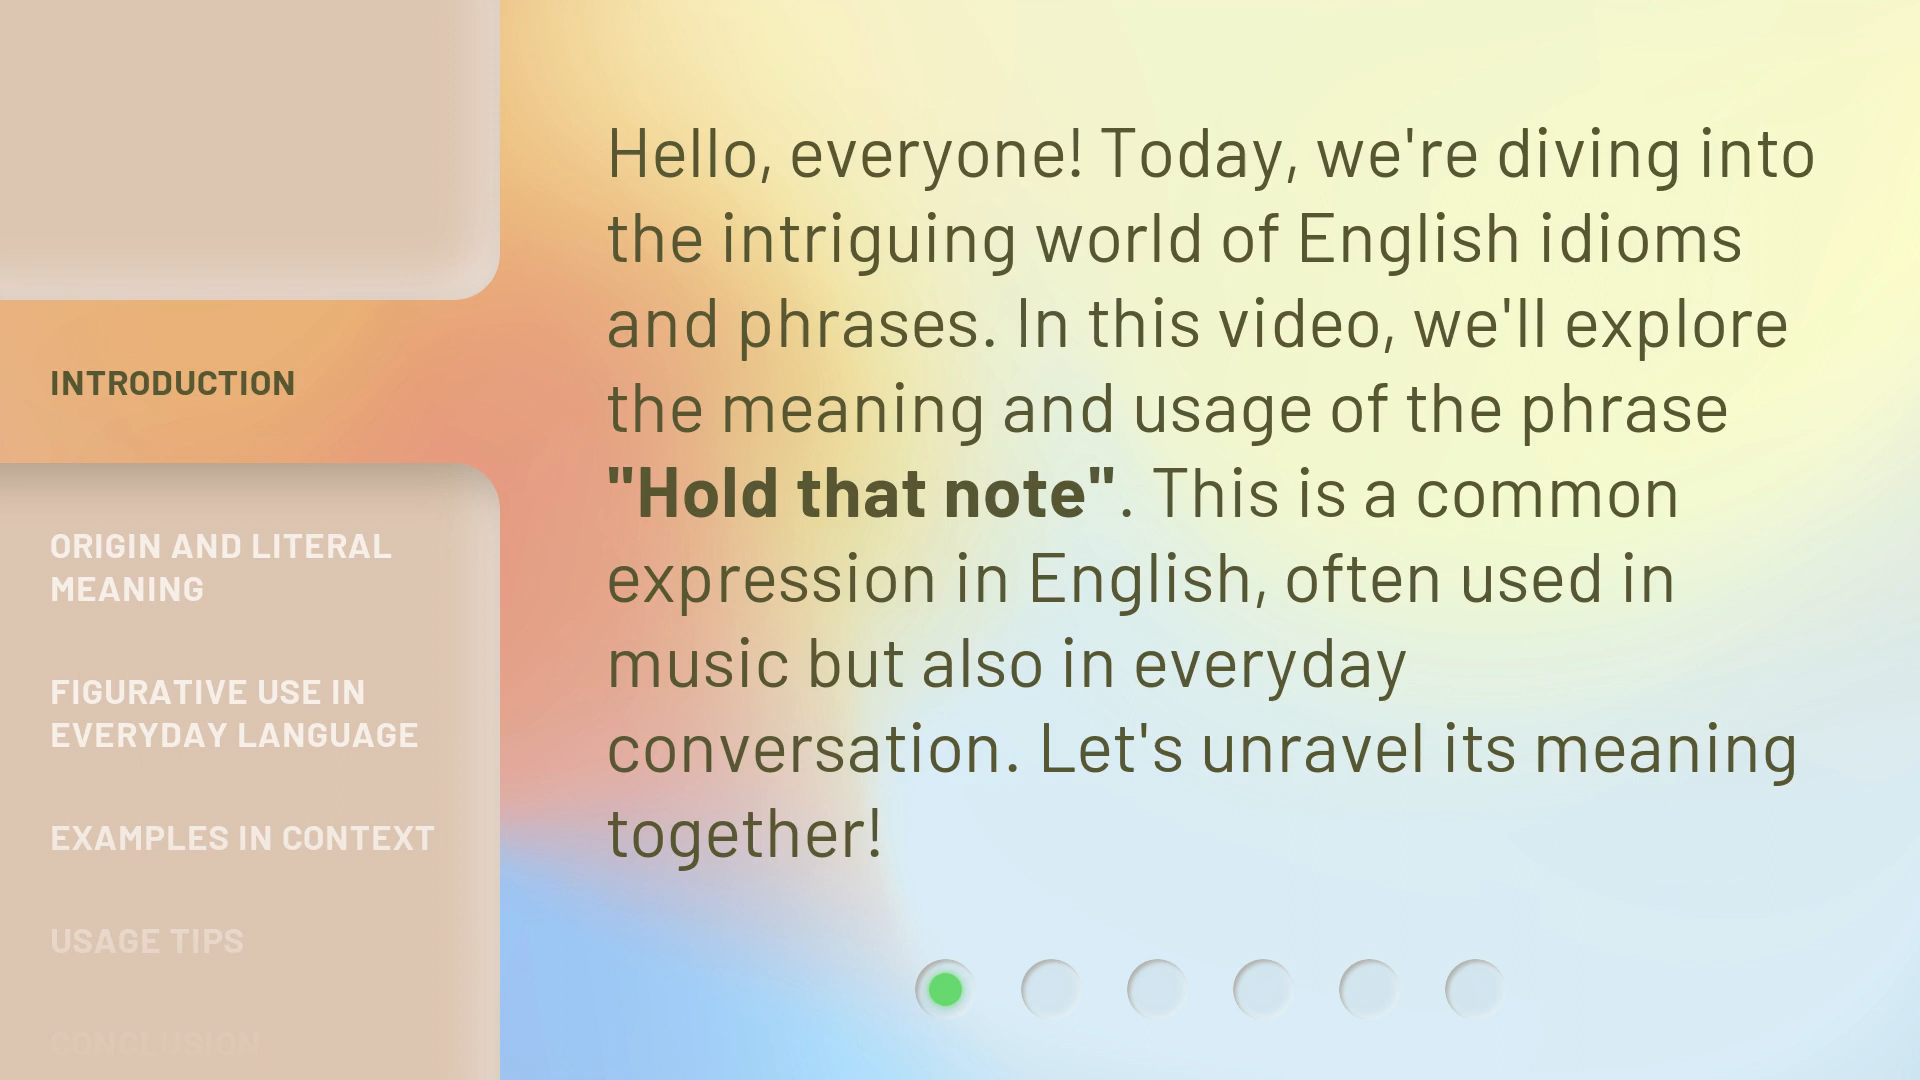 INTRODUCTION
ORIGIN AND LITERAL
MEANING
FIGURATIVE USE IN
EVERYDAY LANGUAGE
EXAMPLES IN CONTEXT
USAGE TIPS
CONCLUSION
Hello, everyone! Today, we're diving into
the intriguing world of English idioms
and phrases. In this video, we'll explore
the meaning and usage of the phrase
"Hold that note". This is a common
expression in English, often used in
music but also in everyday
conversation. Let's unravel its meaning
together!